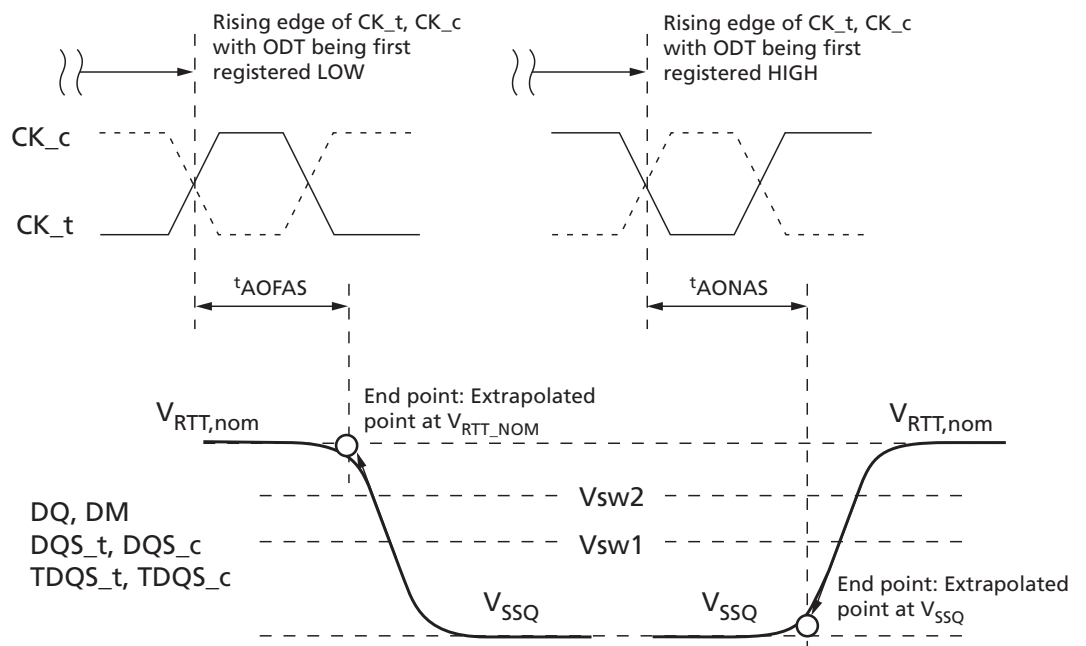 Rising edge of CK_t, CK_c
with ODT being first
registered LOW
Rising edge of CK_t, CK_c
with ODT being first
registered HIGH
CK_c
CK_t
tAOFAS
tAONAS
End point: Extrapolated
point at VRTT_NOM
VRTT,nom
VRTT,nom
Vsw2
DQ, DM
DQS_t, DQS_c
TDQS_t, TDQS_c
Vsw1
VSSQ
VSSQ
End point: Extrapolated
point at VSSQ